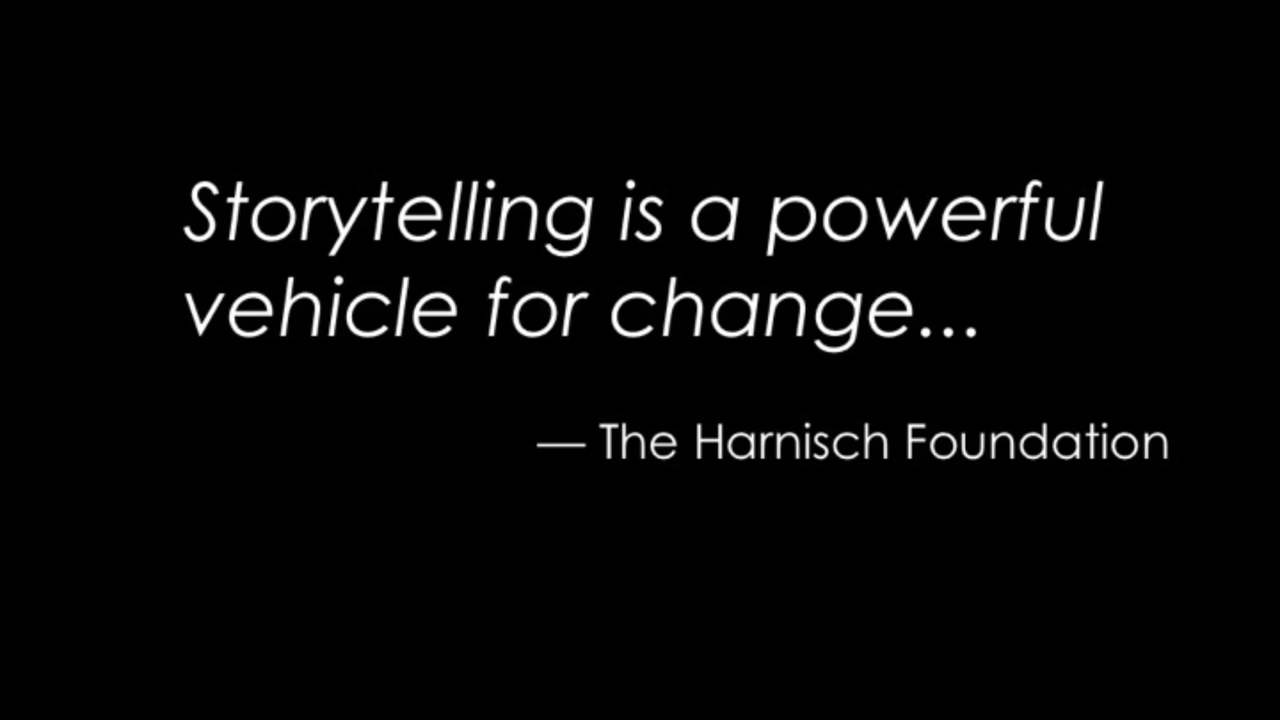 Storytelling is a powerful
vehicle for change...
— The Harnisch Foundation